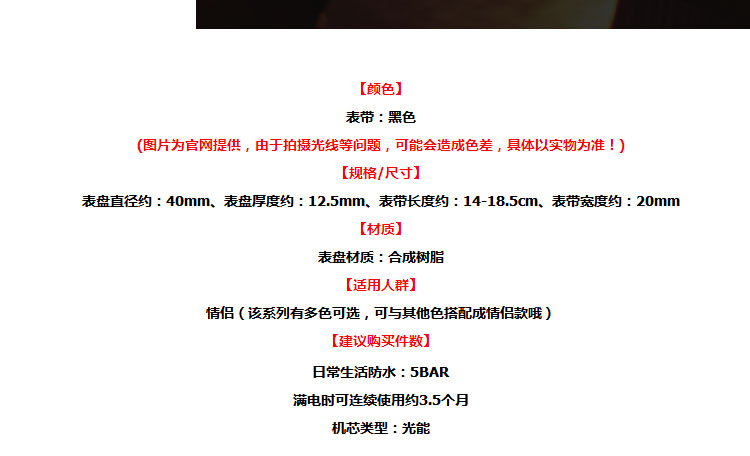 【颜色】
表带：黑色
(图片为官网提供，由于拍摄光线等问题，可能会造成色差，具体以实物为准！)
【规格/尺寸】
表盘直径约：40mm、表盘厚度约：12.5mm、表带长度约：14-18.5cm、表带宽度约：20mm
【材质】
表盘材质：合成树脂
【适用人群】
情侣（该系列有多色可选，可与其他色搭配成情侣款哦）
【建议购买件数】
日常生活防水：5BAR
满电时可连续使用约3.5个月
机芯类型：光能